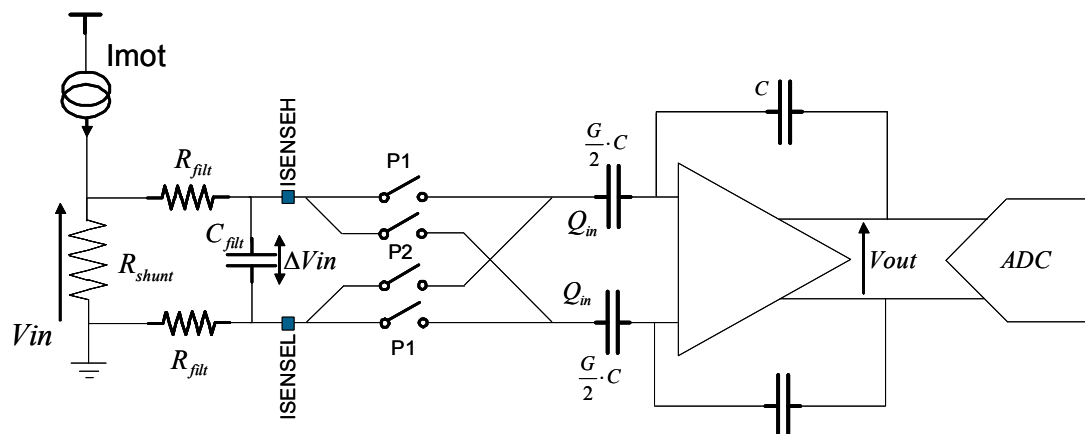 Imot
R_filt
ISENSEH
P1
G/2 · C
C
Q_in
R_shunt
C_filt
ΔVin
P2
Vin
Q_in
Vout
ADC
R_filt
ISENSEL
P1
G/2 · C